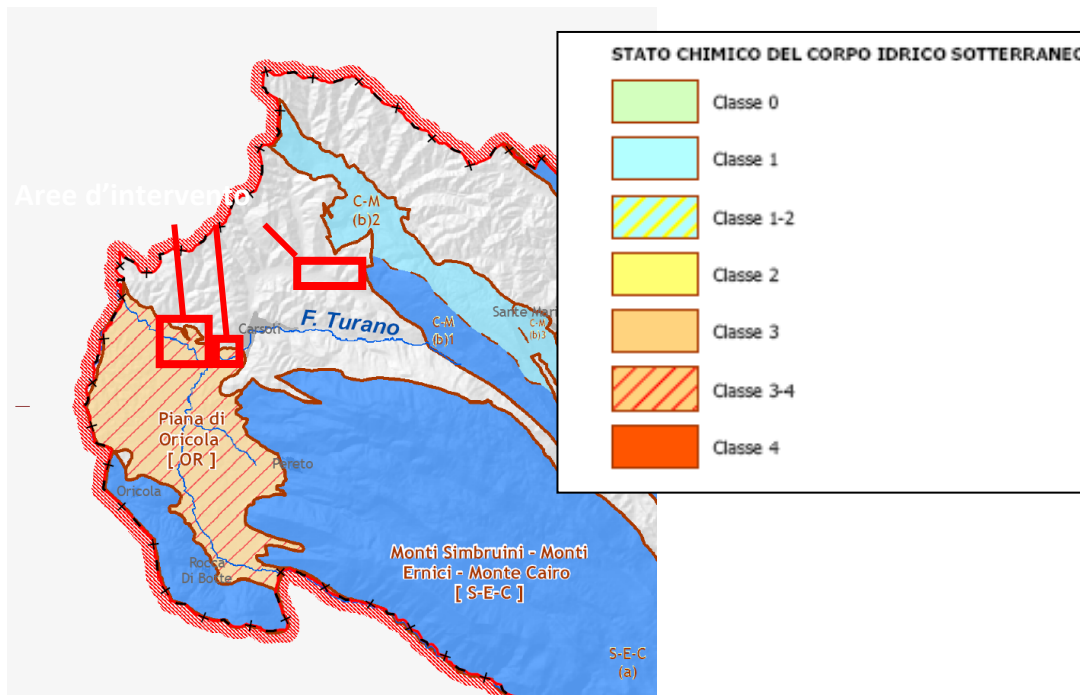 STATO CHIMICO DEL CORPO IDRICO SOTTERRANEO
Classe 0
Classe 1
Classe 1-2
Classe 2
Classe 3
Classe 3-4
Classe 4
Aree d'intervento
C-M
(b)2
F. Turano
Carsoli
C-M
(b)1
Sante Mari
C-M
(b)3
Piana di
Oricola
[ OR ]
Pereto
Oricola
Rocca
Di Botte
Monti Simbruini - Monti
Ernici - Monte Cairo
[ S-E-C ]
S-E-C
(a)